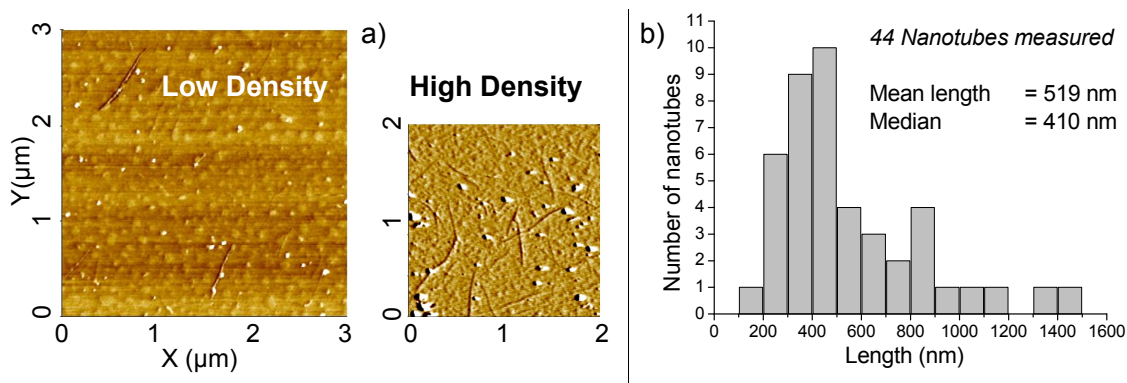 a)
Low Density
High Density
3
2
1
0
Y(µm)
0 1 2 3
X (µm)
2
1
0
0 1 2
b)
44 Nanotubes measured
Mean length = 519 nm
Median = 410 nm
11
10
9
8
7
6
5
4
3
2
1
0
Number of nanotubes
0 200 400 600 800 1000 1200 1400 1600
Length (nm)